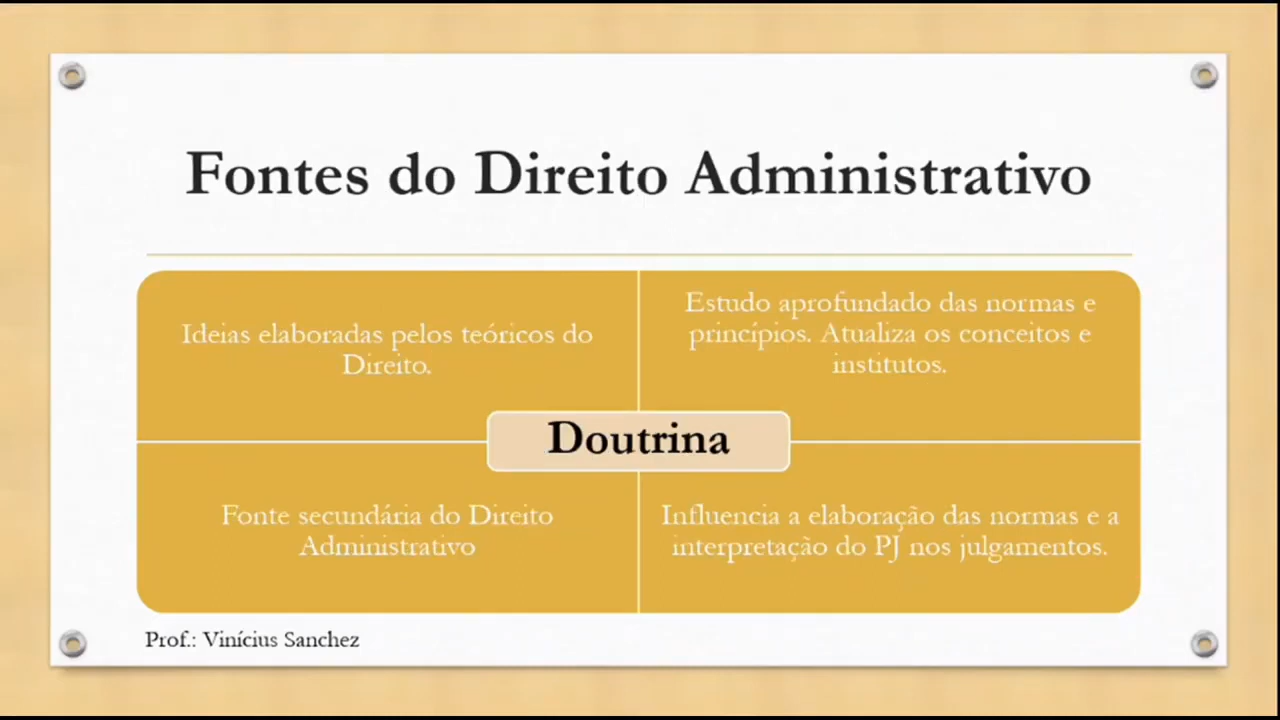 Fontes do Direito Administrativo
Ideias elaboradas pelos teóricos do
Direito.
Estudo aprofundado das normas e
princípios. Atualiza os conceitos e
institutos.
Doutrina
Fonte secundária do Direito
Administrativo
Influencia a elaboração das normas e a
interpretação do PJ nos julgamentos.
Prof.: Vinícius Sanchez